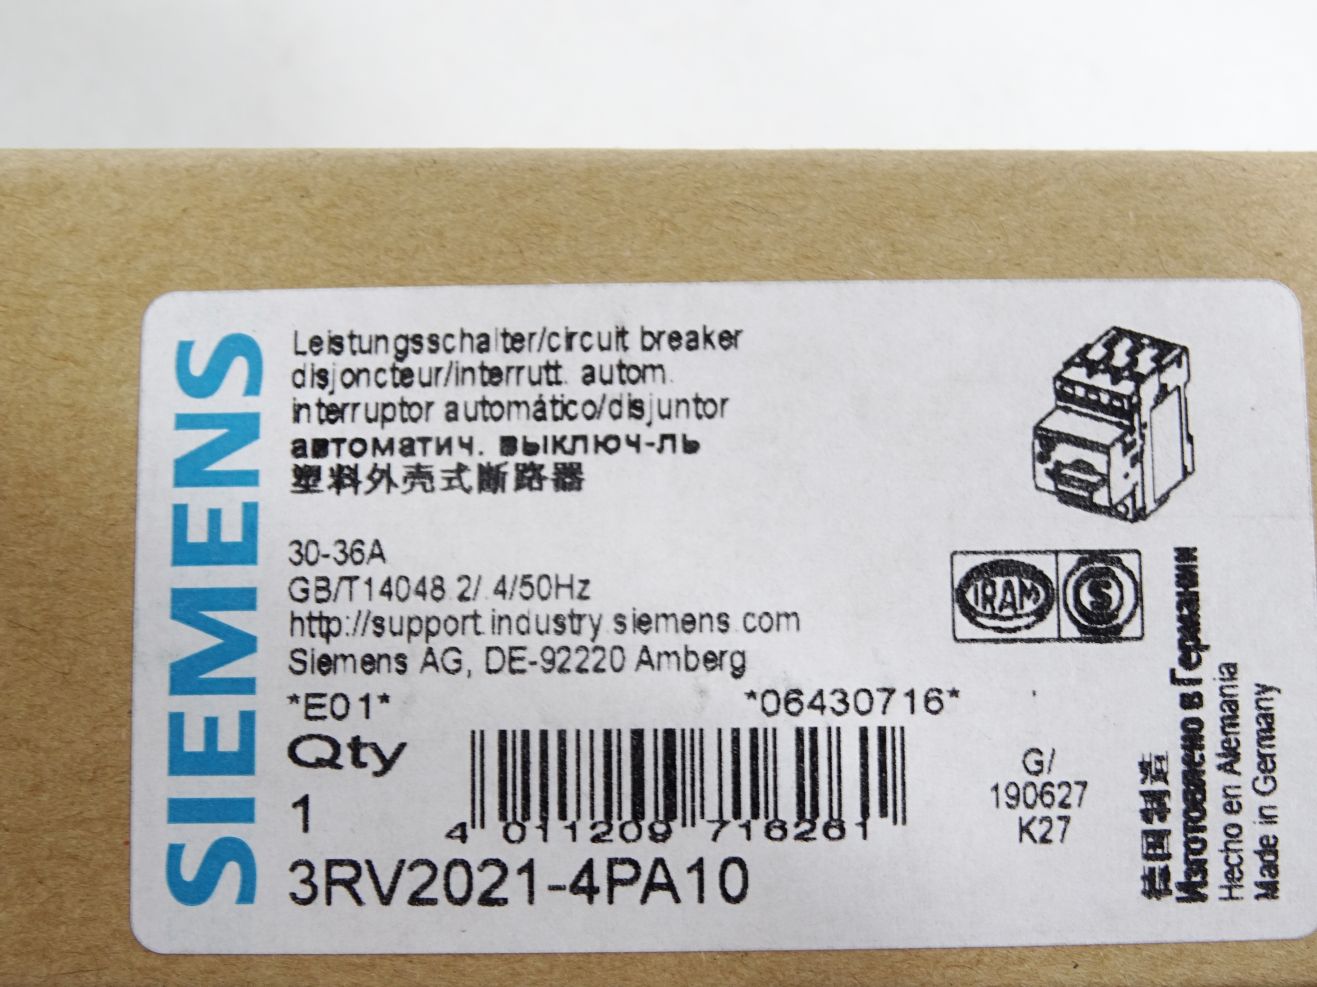 SIEMENS
Leistungsschalter/circuit breaker
disjoncteur/interrutt. autom.
interruptor automático/disjuntor
автоматич. выключ-ль
塑料外壳式断路器
30-36A
GB/T14048.2/.4/50Hz
http://support.industry.siemens.com
Siemens AG, DE-92220 Amberg
*E01* *06430716*
Qty
1
4 011209 716261
3RV2021-4PA10
IRAM S
G/
190627
K27
德国制造
Изготовлено в Германии
Hecho en Alemania
Made in Germany